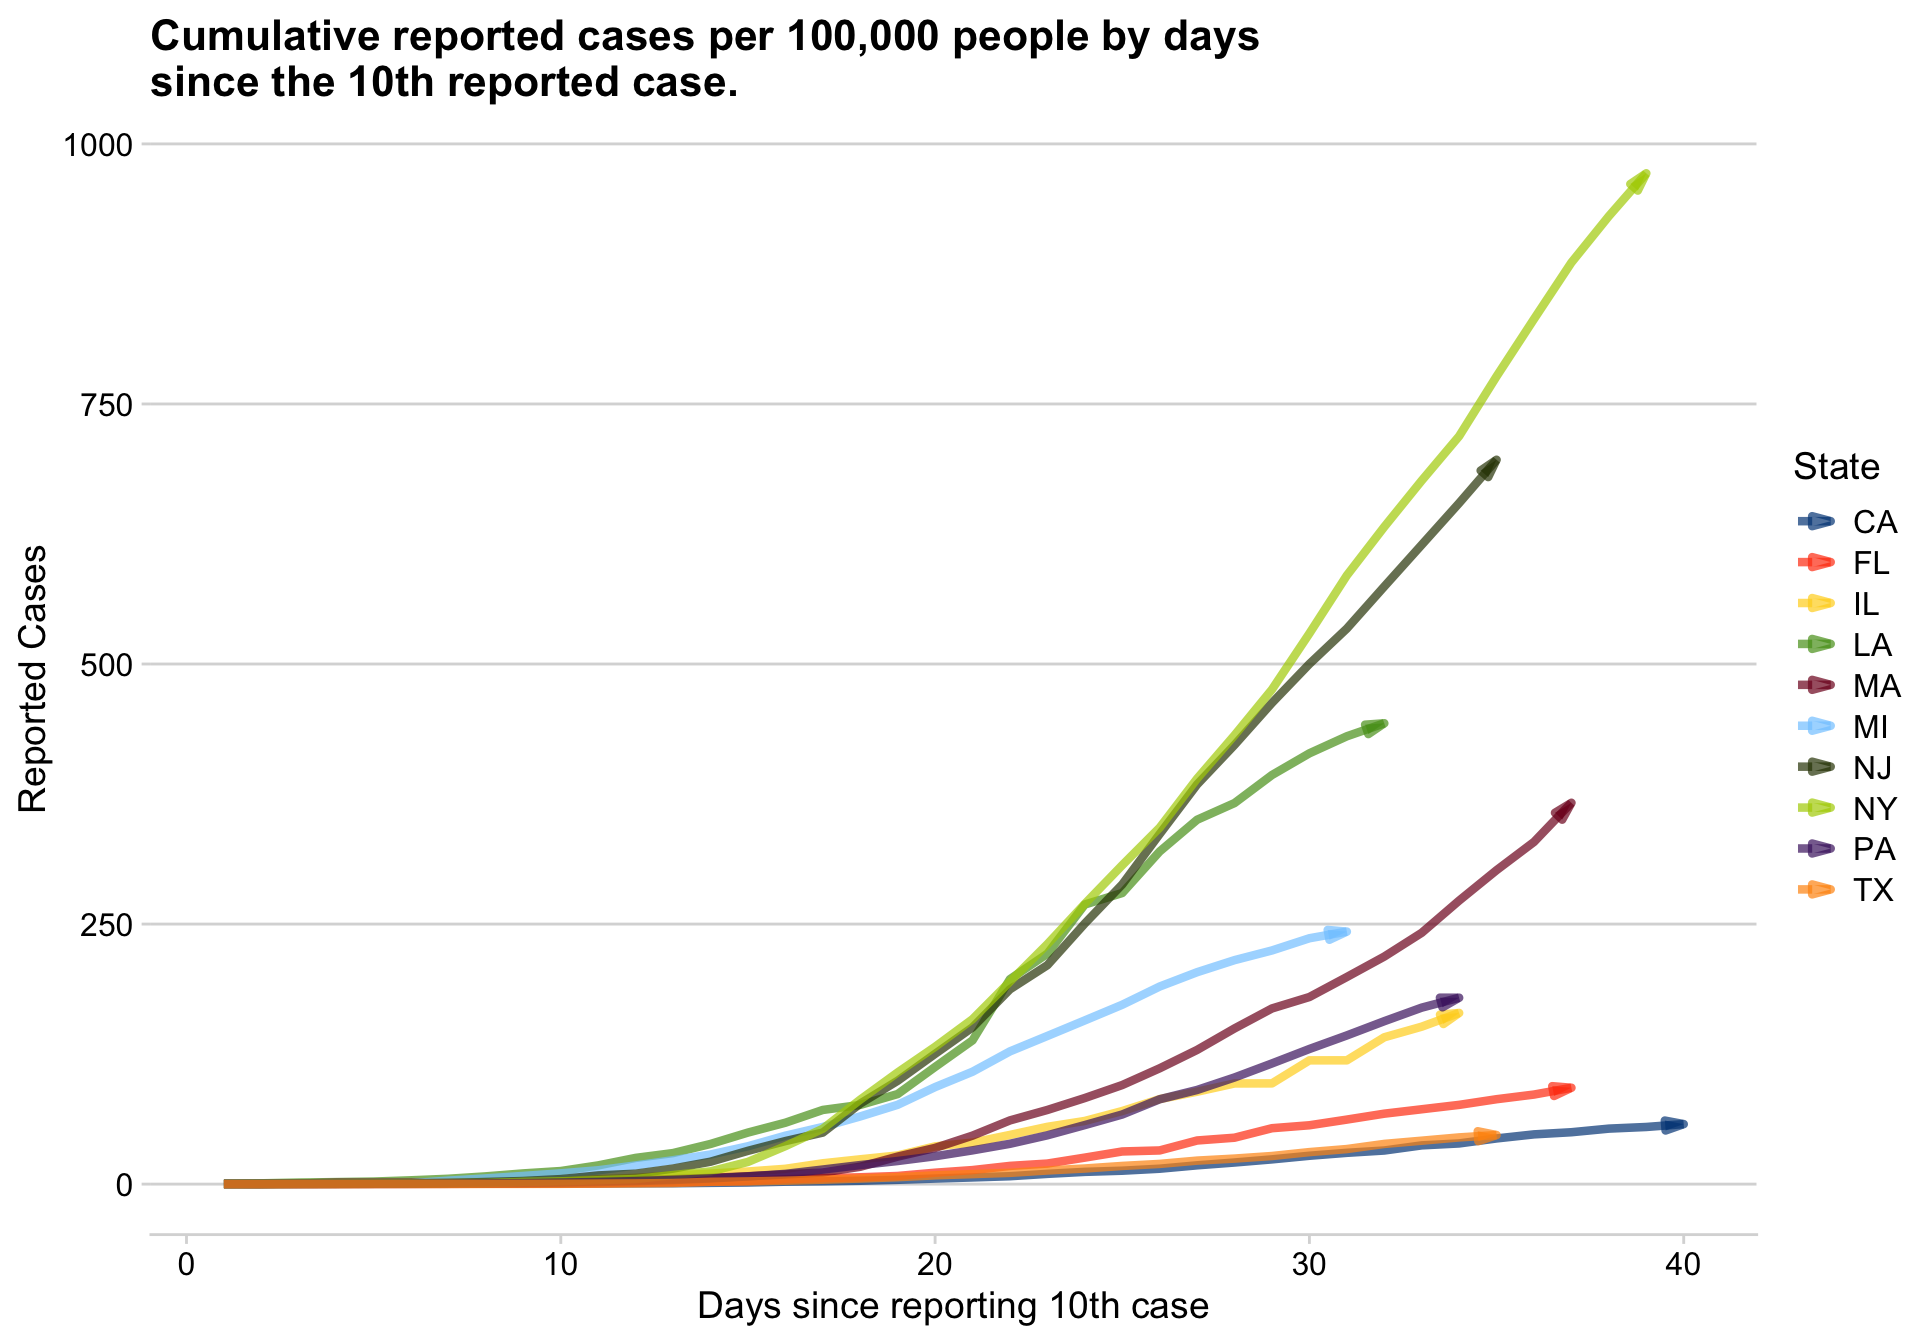 Cumulative reported cases per 100,000 people by days
since the 10th reported case.
1000
750
500
250
0
Reported Cases
0 10 20 30 40
Days since reporting 10th case
State
CA
FL
IL
LA
MA
MI
NJ
NY
PA
TX